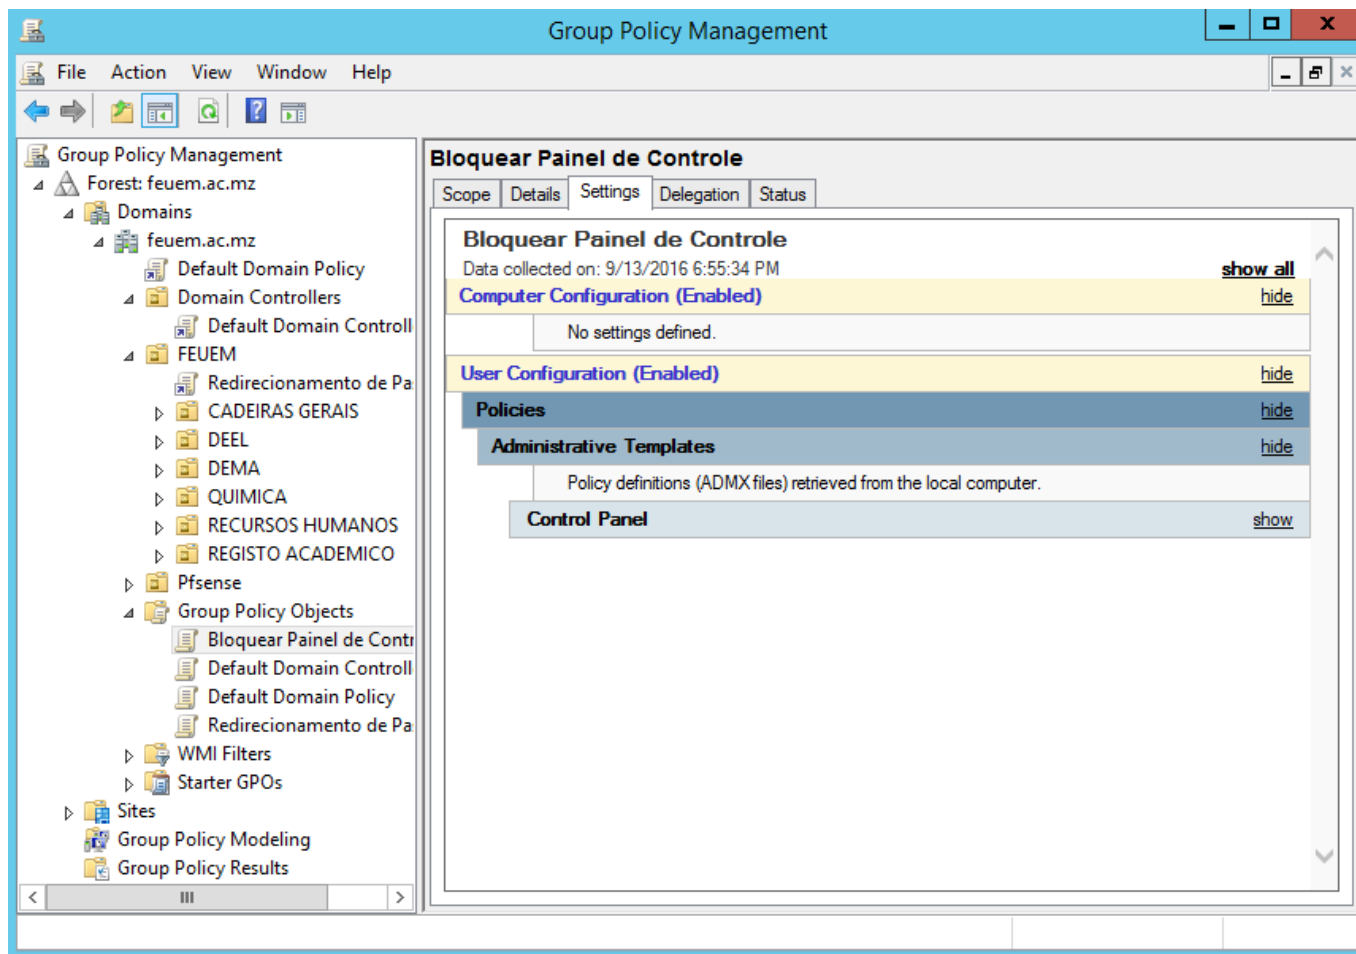 Group Policy Management
File Action View Window Help
Group Policy Management
Forest: feuem.ac.mz
Domains
feuem.ac.mz
Default Domain Policy
Domain Controllers
Default Domain Controll
FEUEM
Redirecionamento de Pa
CADEIRAS GERAIS
DEEL
DEMA
QUIMICA
RECURSOS HUMANOS
REGISTO ACADEMICO
Pfsense
Group Policy Objects
Bloquear Painel de Contr
Default Domain Controll
Default Domain Policy
Redirecionamento de Pa
WMI Filters
Starter GPOs
Sites
Group Policy Modeling
Group Policy Results
Bloquear Painel de Controle
Scope Details Settings Delegation Status
Bloquear Painel de Controle
Data collected on: 9/13/2016 6:55:34 PM show all
Computer Configuration (Enabled) hide
No settings defined.
User Configuration (Enabled) hide
Policies hide
Administrative Templates hide
Policy definitions (ADMX files) retrieved from the local computer.
Control Panel show